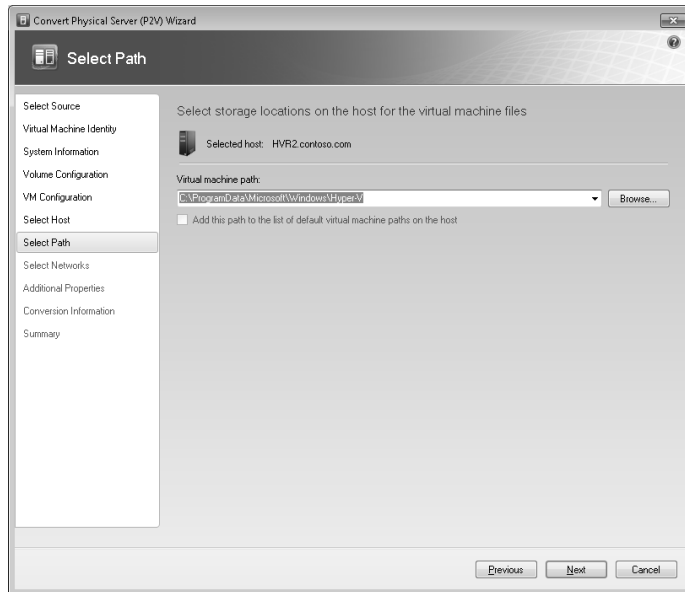 Convert Physical Server (P2V) Wizard
Select Path
Select Source
Virtual Machine Identity
System Information
Volume Configuration
VM Configuration
Select Host
Select Path
Select Networks
Additional Properties
Conversion Information
Summary
Select storage locations on the host for the virtual machine files
Selected host: HVR2.contoso.com
Virtual machine path:
C:\ProgramData\Microsoft\Windows\Hyper-V
Browse...
Add this path to the list of default virtual machine paths on the host
Previous Next Cancel